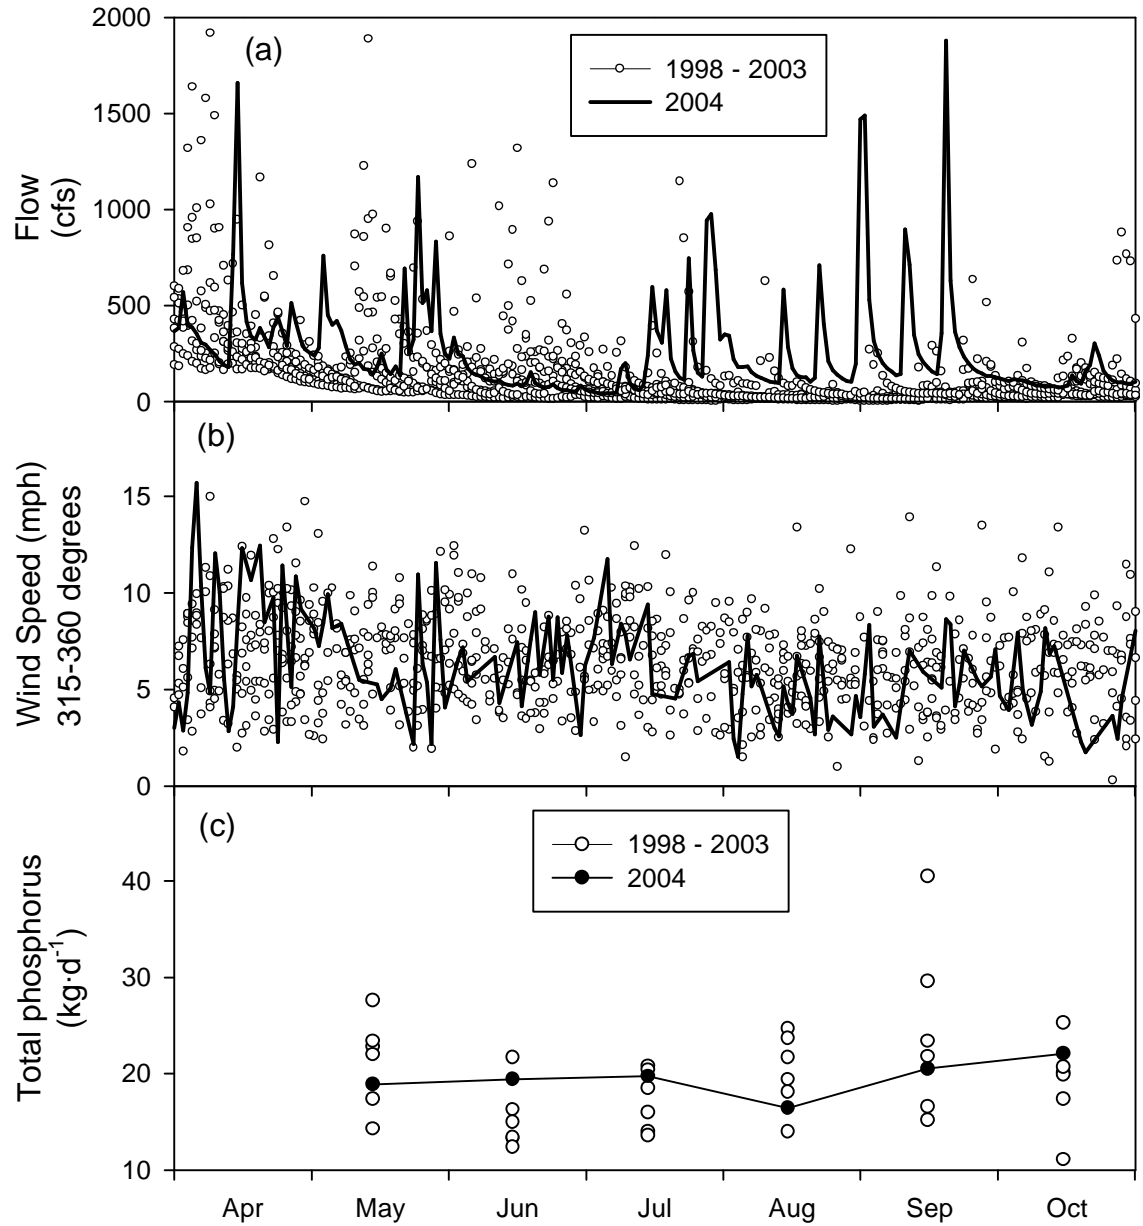 2000
(a)
1998 - 2003
2004
1500
1000
500
0
Flow
(cfs)
(b)
15
10
5
0
Wind Speed (mph)
315-360 degrees
(c)
1998 - 2003
2004
40
30
20
10
Total phosphorus
(kg·d-1)
Apr May Jun Jul Aug Sep Oct